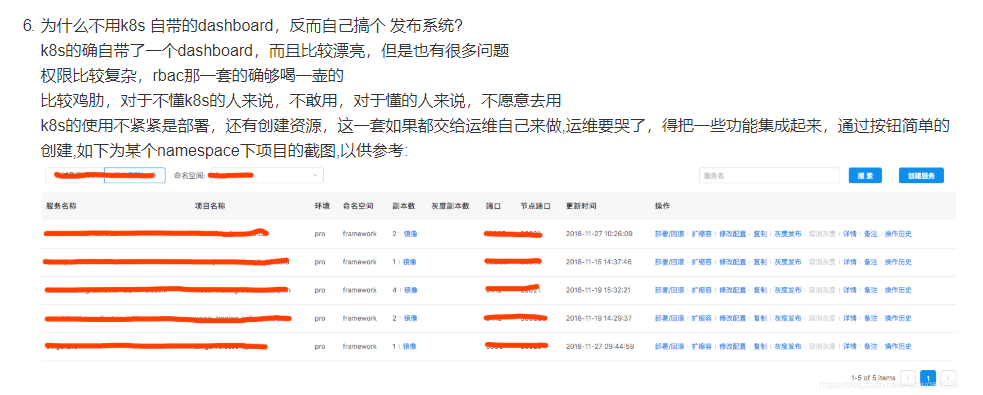 6. 为什么不用k8s 自带的dashboard，反而自己搞个 发布系统?
k8s的确自带了一个dashboard，而且比较漂亮，但是也有很多问题
权限比较复杂，rbac那一套的确够喝一壶的
比较鸡肋，对于不懂k8s的人来说，不敢用，对于懂的人来说，不愿意去用
k8s的使用不紧紧是部署，还有创建资源，这一套如果都交给运维自己来做,运维要哭了，得把一些功能集成起来，通过按钮简单的
创建,如下为某个namespace下项目的截图,以供参考:
命名空间: 服务名 搜 索 创建服务
服务名称 项目名称 环境 命名空间 副本数 灰度副本数 端口 节点端口 更新时间 操作
pro framework 2 | 镜像 2018-11-27 10:26:09 部署/回滚 | 扩缩容 | 修改配置 | 复制 | 灰度发布 | 取消灰度 | 详情 | 备注 | 操作历史
pro framework 1 | 镜像 2018-11-15 14:37:46 部署/回滚 | 扩缩容 | 修改配置 | 复制 | 灰度发布 | 取消灰度 | 详情 | 备注 | 操作历史
pro framework 4 | 镜像 2018-11-19 15:32:21 部署/回滚 | 扩缩容 | 修改配置 | 复制 | 灰度发布 | 取消灰度 | 详情 | 备注 | 操作历史
pro framework 2 | 镜像 2018-11-19 14:29:37 部署/回滚 | 扩缩容 | 修改配置 | 复制 | 灰度发布 | 取消灰度 | 详情 | 备注 | 操作历史
pro framework 1 | 镜像 2018-11-27 09:44:59 部署/回滚 | 扩缩容 | 修改配置 | 复制 | 灰度发布 | 取消灰度 | 详情 | 备注 | 操作历史
1-5 of 5 items < 1 >